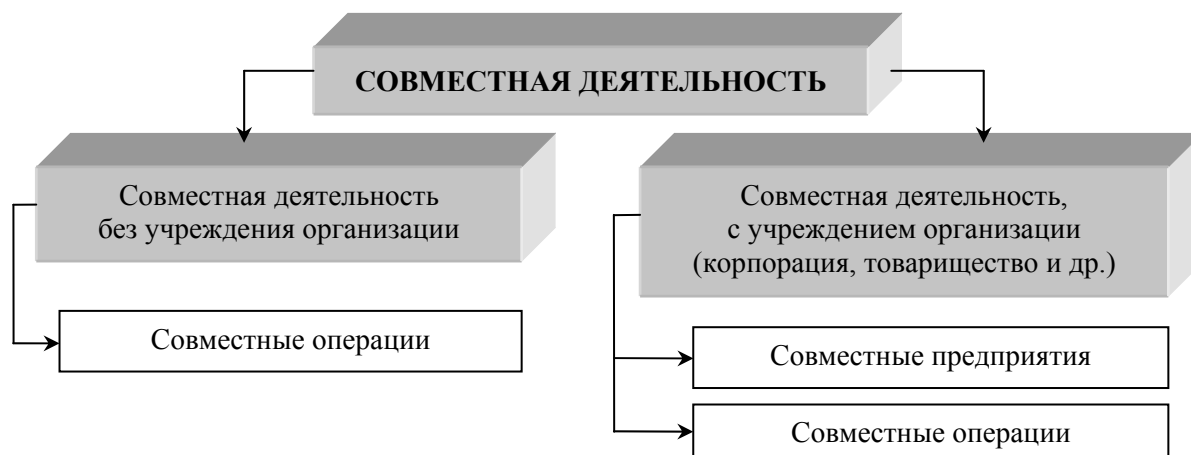 СОВМЕСТНАЯ ДЕЯТЕЛЬНОСТЬ
Совместная деятельность
без учреждения организации
Совместные операции
Совместная деятельность,
с учреждением организации
(корпорация, товарищество и др.)
Совместные предприятия
Совместные операции